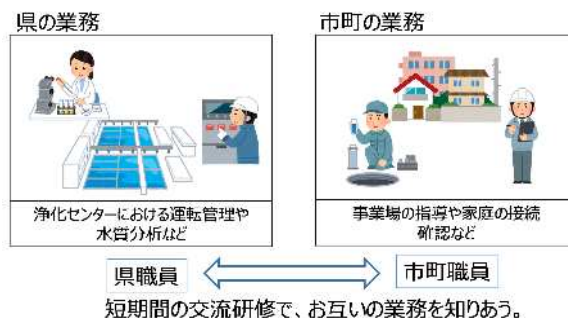 県の業務
浄化センターにおける運転管理や
水質分析など
市町の業務
事業場の指導や家庭の接続
確認など
県職員
市町職員
短期間の交流研修で、お互いの業務を知りあう。